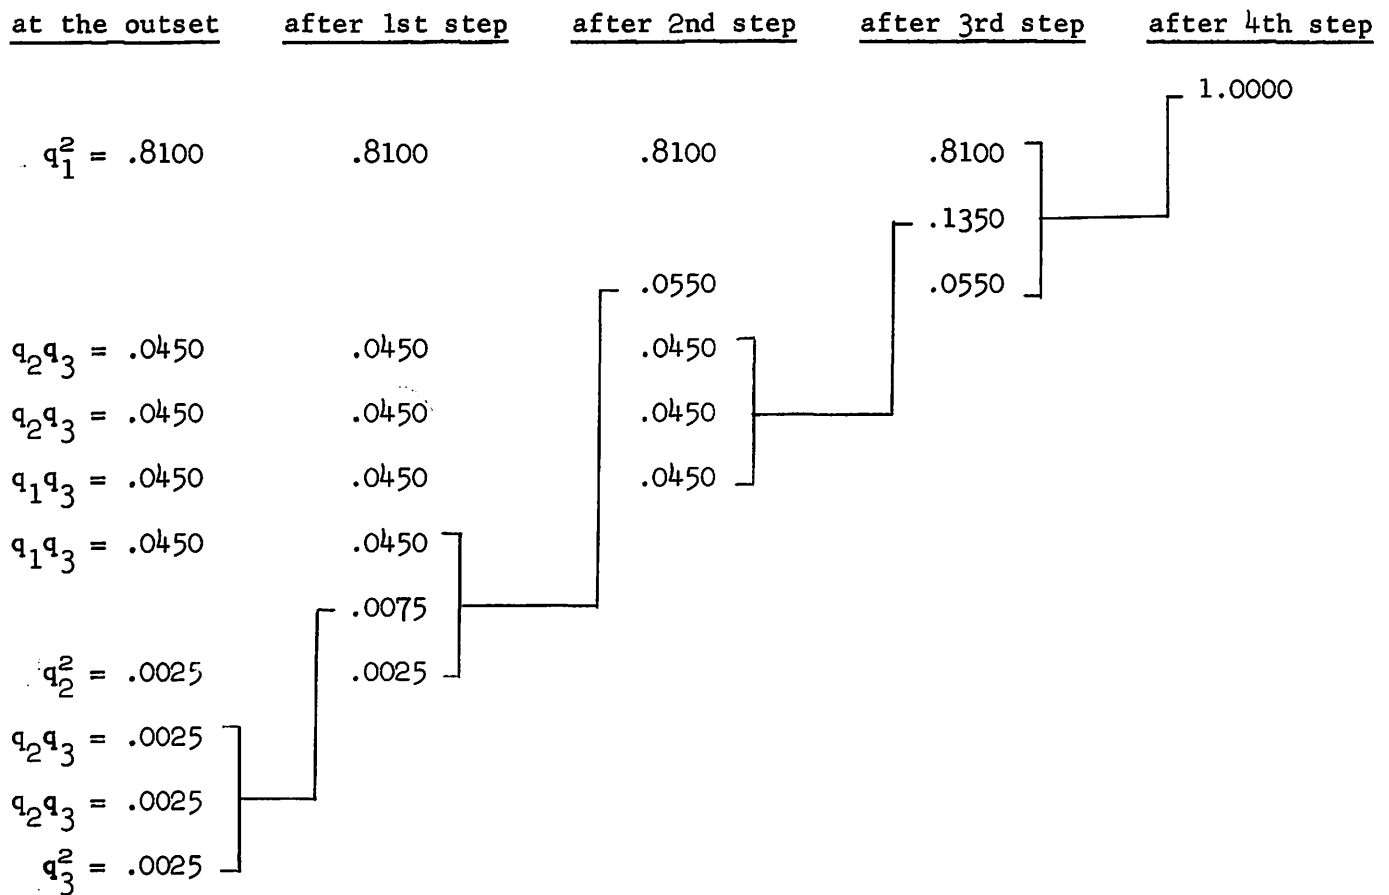 at the outset after 1st step after 2nd step after 3rd step after 4th step
1.0000
q₁² = .8100 .8100 .8100 .8100
.1350
.0550 .0550
q₂q₃ = .0450 .0450 .0450
q₂q₃ = .0450 .0450 .0450
q₁q₃ = .0450 .0450 .0450
q₁q₃ = .0450 .0450
.0075
q₂² = .0025 .0025
q₂q₃ = .0025
q₂q₃ = .0025
q₃² = .0025